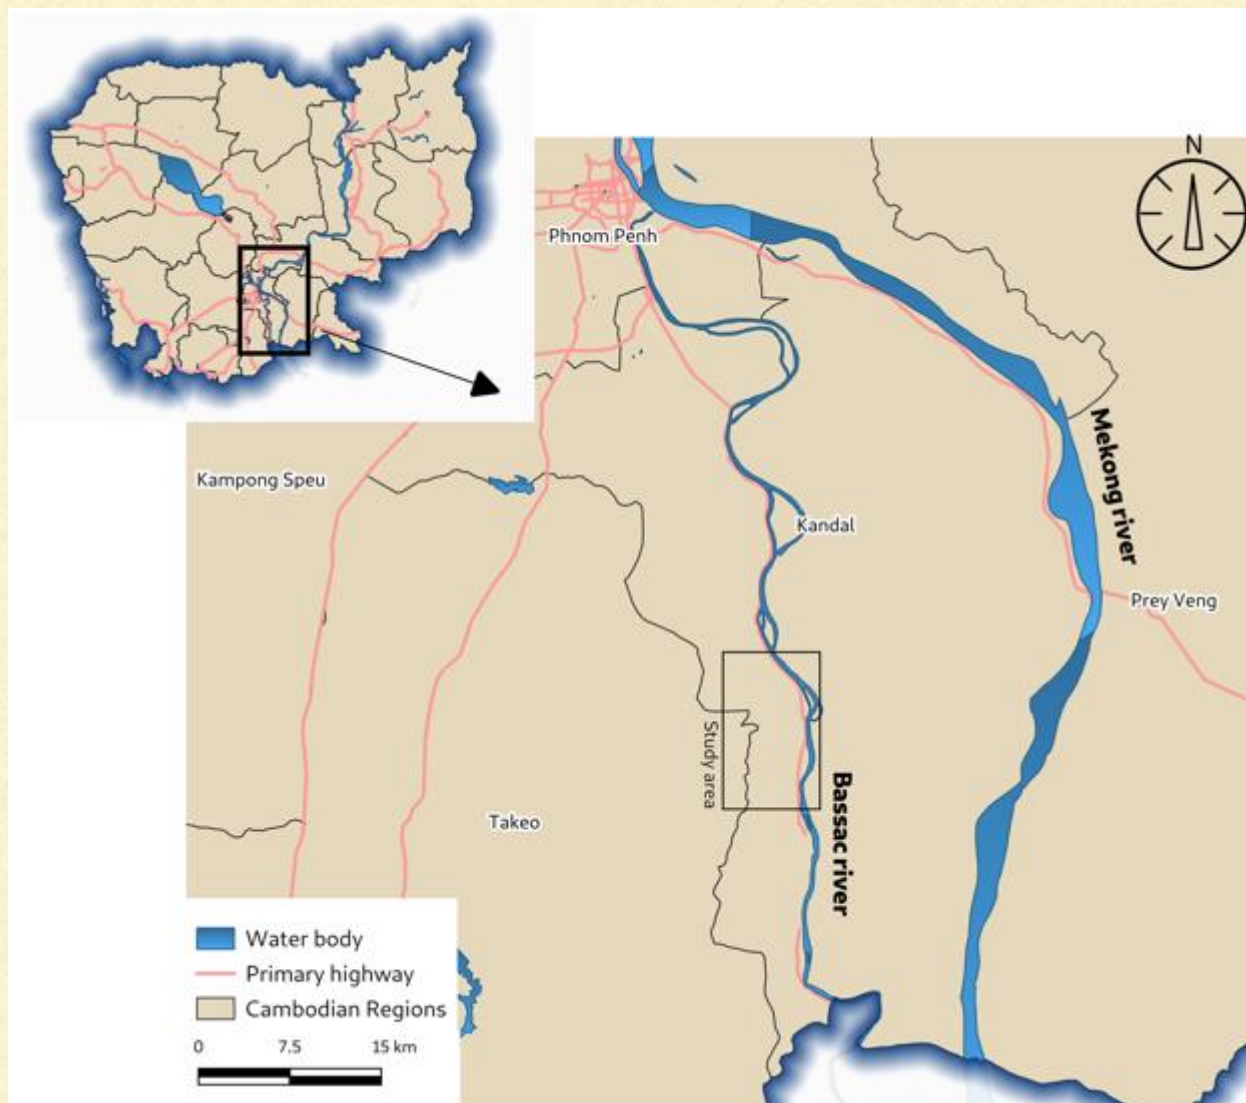 N
Phnom Penh
Kampong Speu
Mekong river
Kandal
Prey Veng
Study area
Bassac river
Takeo
Water body
Primary highway
Cambodian Regions
0 7.5 15 km